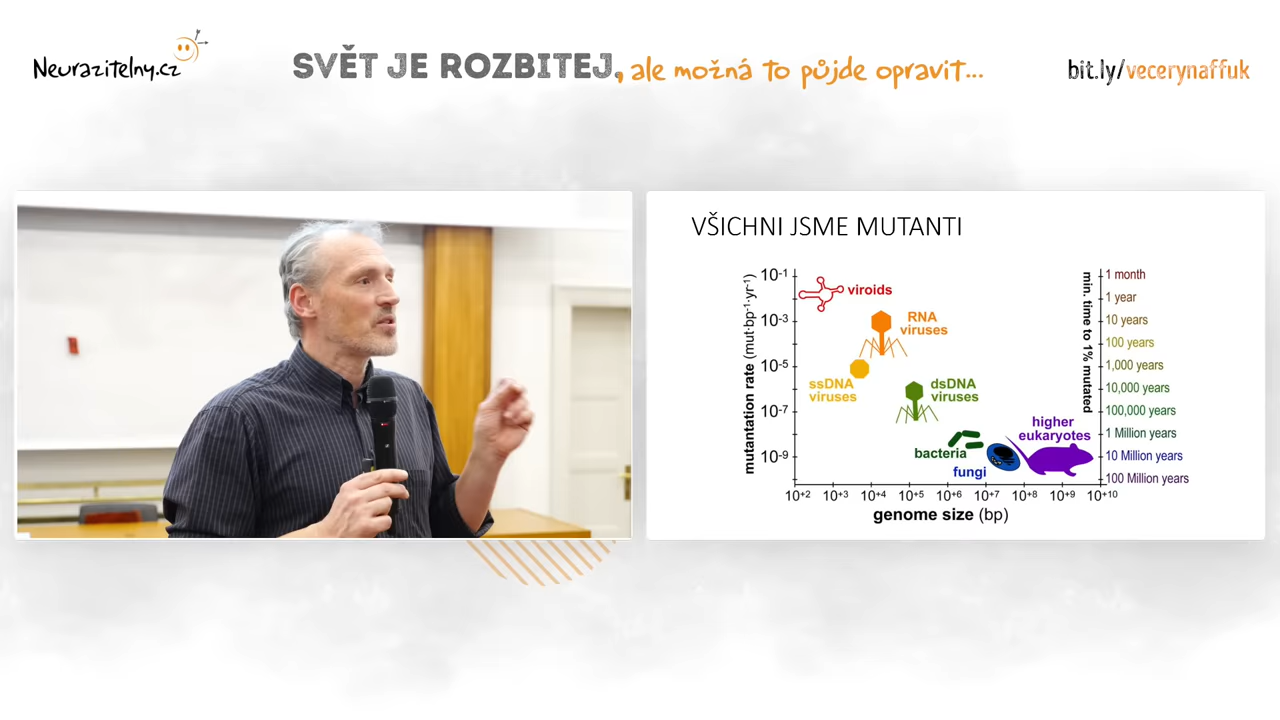 Neurazitelny.cz
SVĚT JE ROZBITEJ, ale možná to půjde opravit...
bit.ly/vecerynaffuk
VŠICHNI JSME MUTANTI
mutantation rate (mut·bp⁻¹·yr⁻¹)
10⁻¹
10⁻³
10⁻⁵
10⁻⁷
10⁻⁹
viroids
RNA
viruses
ssDNA
viruses
dsDNA
viruses
bacteria
fungi
higher
eukaryotes
min. time to 1% mutated
1 month
1 year
10 years
100 years
1,000 years
10,000 years
100,000 years
1 Million years
10 Million years
100 Million years
10⁺² 10⁺³ 10⁺⁴ 10⁺⁵ 10⁺⁶ 10⁺⁷ 10⁺⁸ 10⁺⁹ 10⁺¹⁰
genome size (bp)